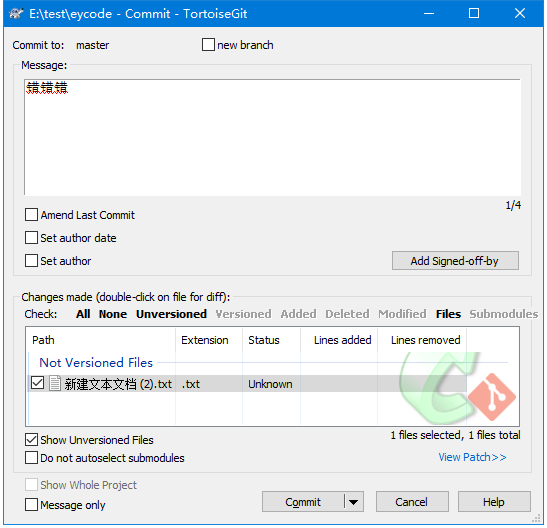 E:\test\eycode - Commit - TortoiseGit
Commit to: master new branch
Message:
错错错
1/4
Amend Last Commit
Set author date
Set author
Add Signed-off-by
Changes made (double-click on file for diff):
Check: All None Unversioned Versioned Added Deleted Modified Files Submodules
Path Extension Status Lines added Lines removed
Not Versioned Files
新建文本文档 (2).txt .txt Unknown
Show Unversioned Files
1 files selected, 1 files total
Do not autoselect submodules
View Patch>>
Show Whole Project
Message only
Commit Cancel Help